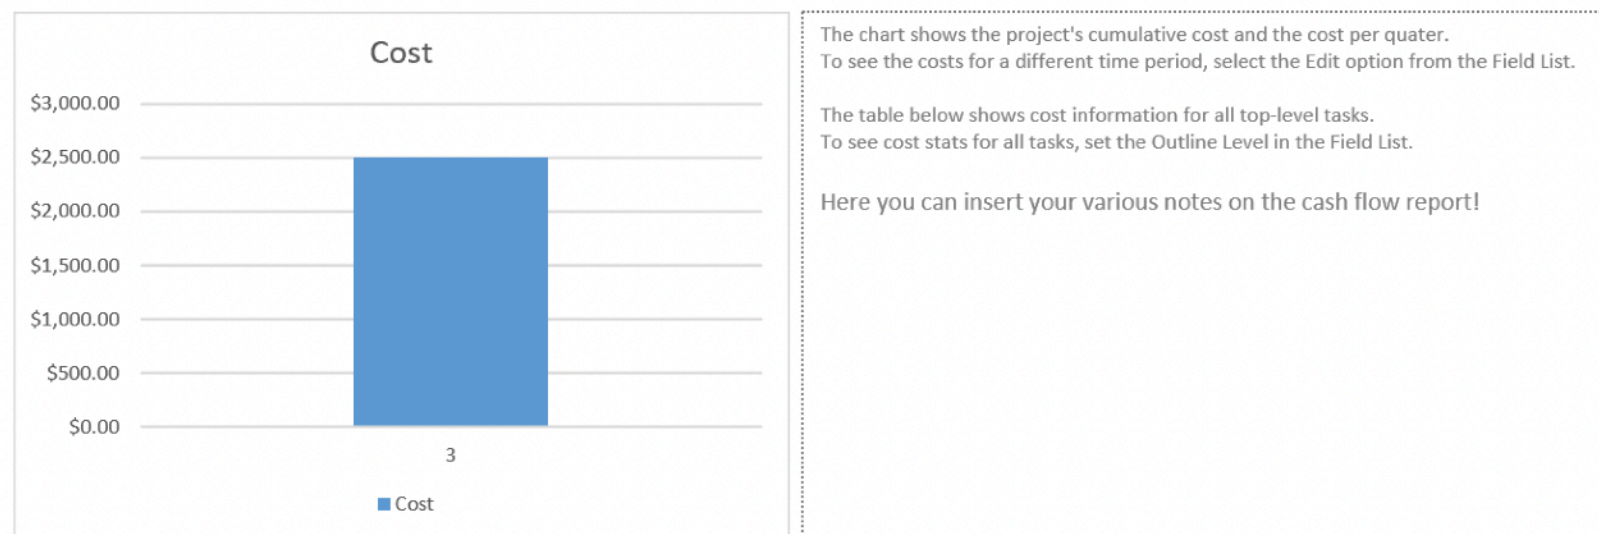 Cost
$3,000.00
$2,500.00
$2,000.00
$1,500.00
$1,000.00
$500.00
$0.00
3
Cost
The chart shows the project's cumulative cost and the cost per quater.
To see the costs for a different time period, select the Edit option from the Field List.
The table below shows cost information for all top-level tasks.
To see cost stats for all tasks, set the Outline Level in the Field List.
Here you can insert your various notes on the cash flow report!